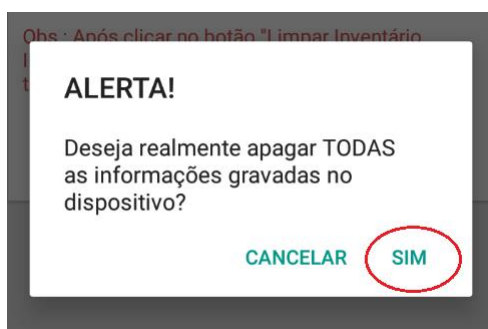 Obs.: Após clicar no botão "Limpar Inventário
ALERTA!
Deseja realmente apagar TODAS
as informações gravadas no
dispositivo?
CANCELAR SIM